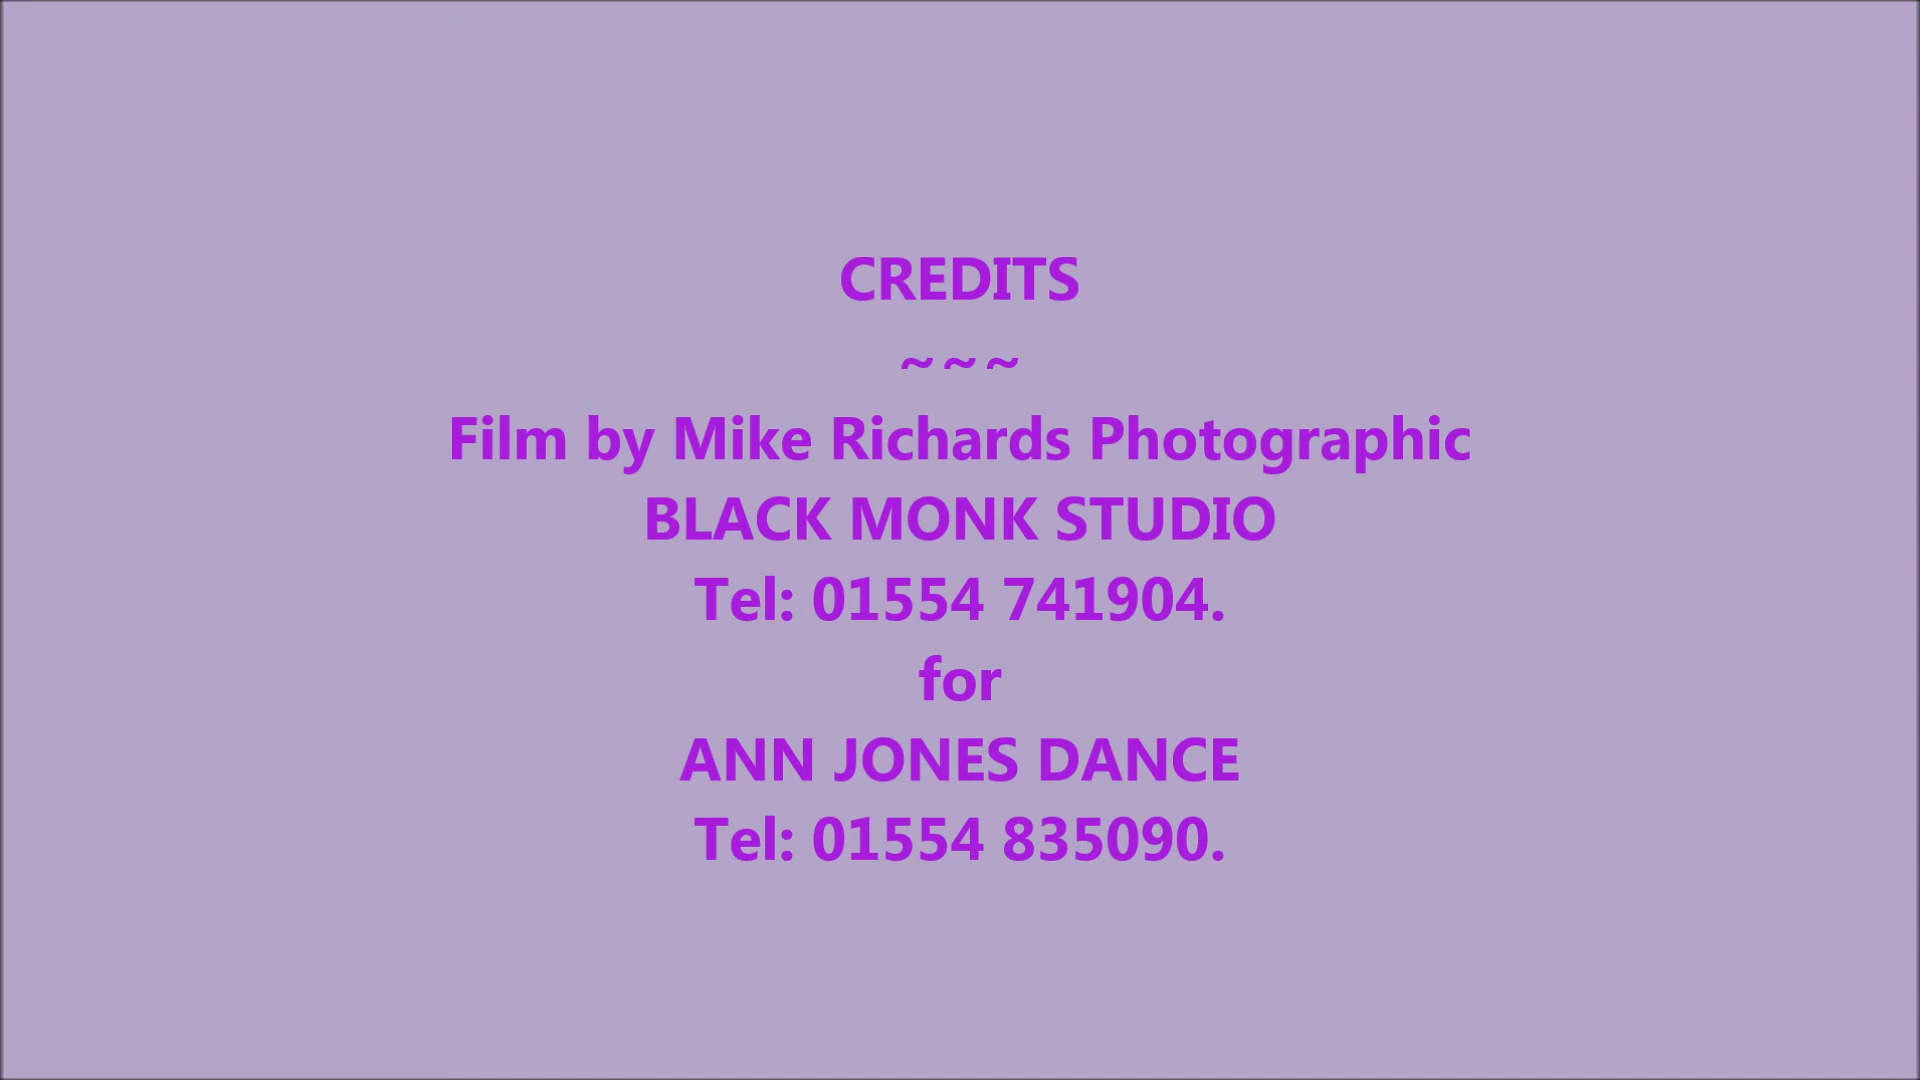 CREDITS
~~~
Film by Mike Richards Photographic
BLACK MONK STUDIO
Tel: 01554 741904.
for
ANN JONES DANCE
Tel: 01554 835090.